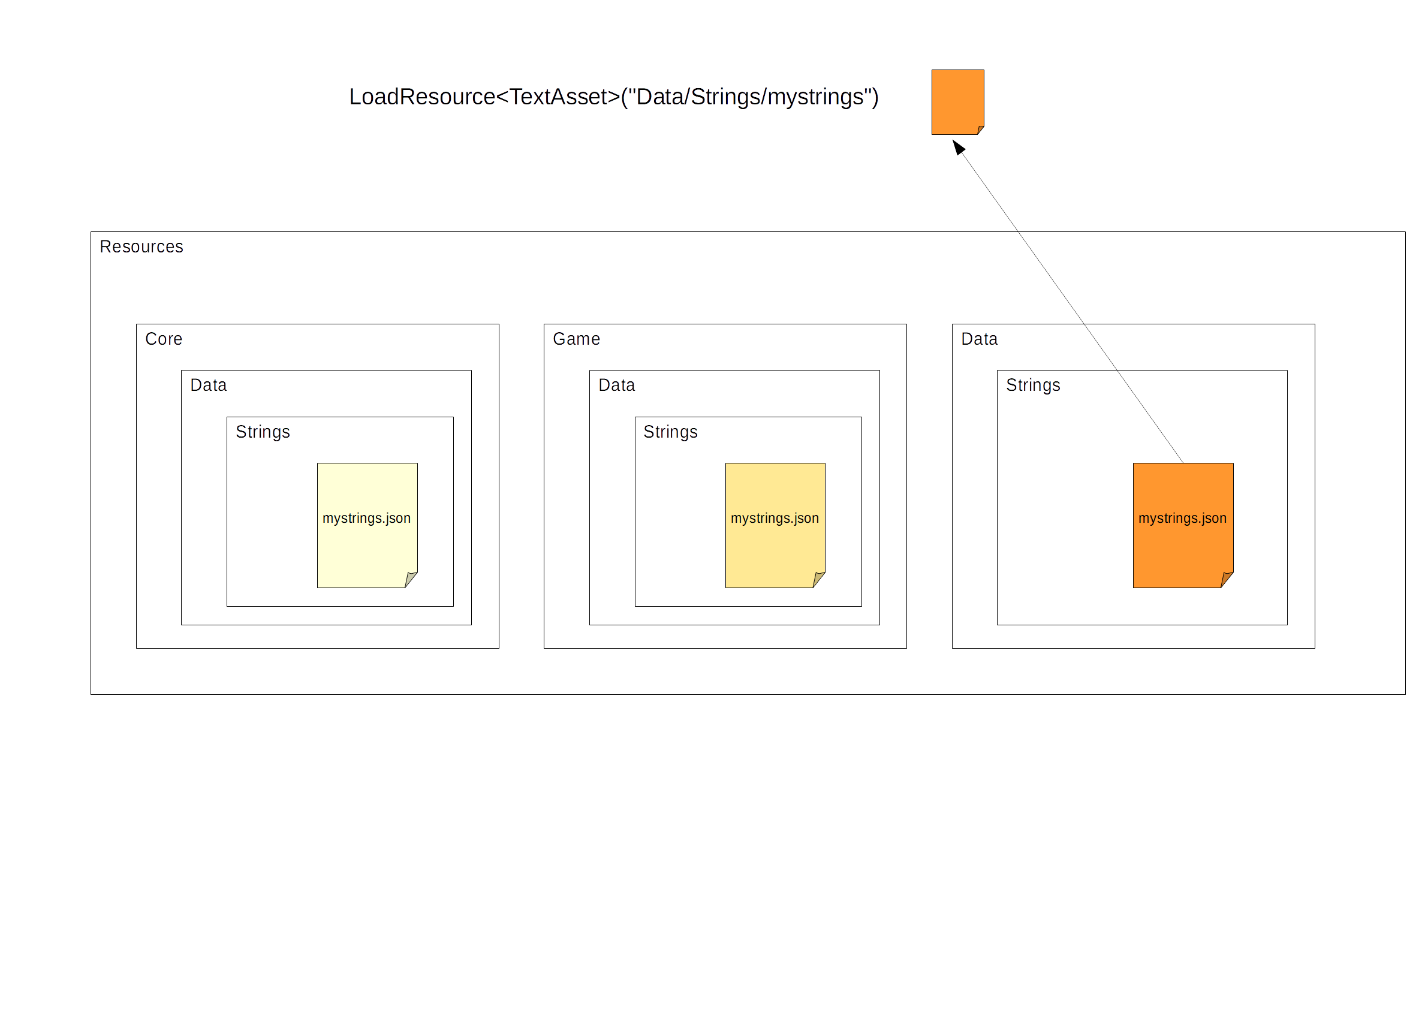 LoadResource<TextAsset>("Data/Strings/mystrings")
Resources
Core
Data
Strings
mystrings.json
Game
Data
Strings
mystrings.json
Data
Strings
mystrings.json